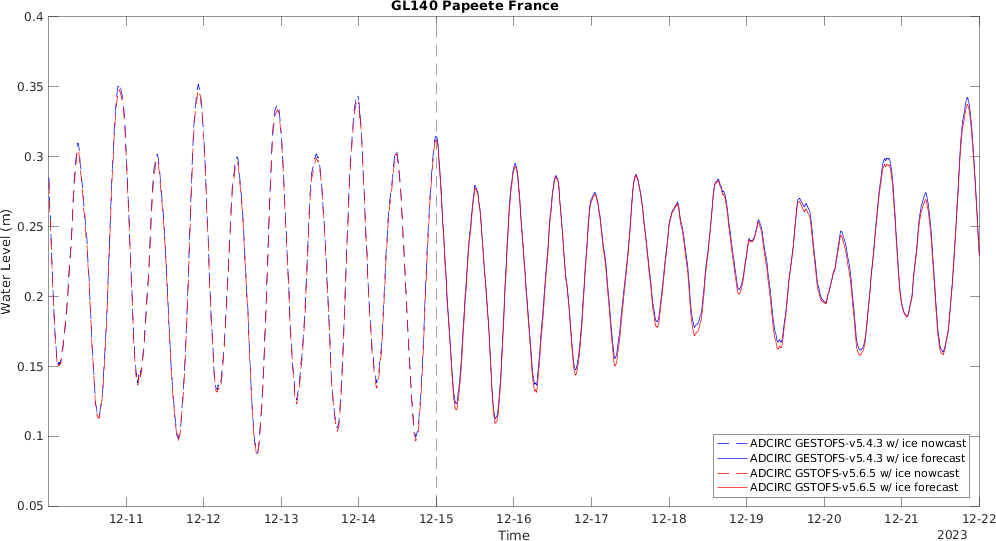 GL140 Papeete France
0.4
0.35
0.3
0.25
0.2
0.15
0.1
0.05
Water Level (m)
ADCIRC GESTOFS-v5.4.3 w/ ice nowcast
ADCIRC GESTOFS-v5.4.3 w/ ice forecast
ADCIRC GSTOFS-v5.6.5 w/ ice nowcast
ADCIRC GSTOFS-v5.6.5 w/ ice forecast
12-11 12-12 12-13 12-14 12-15 12-16 12-17 12-18 12-19 12-20 12-21 12-22
Time
2023